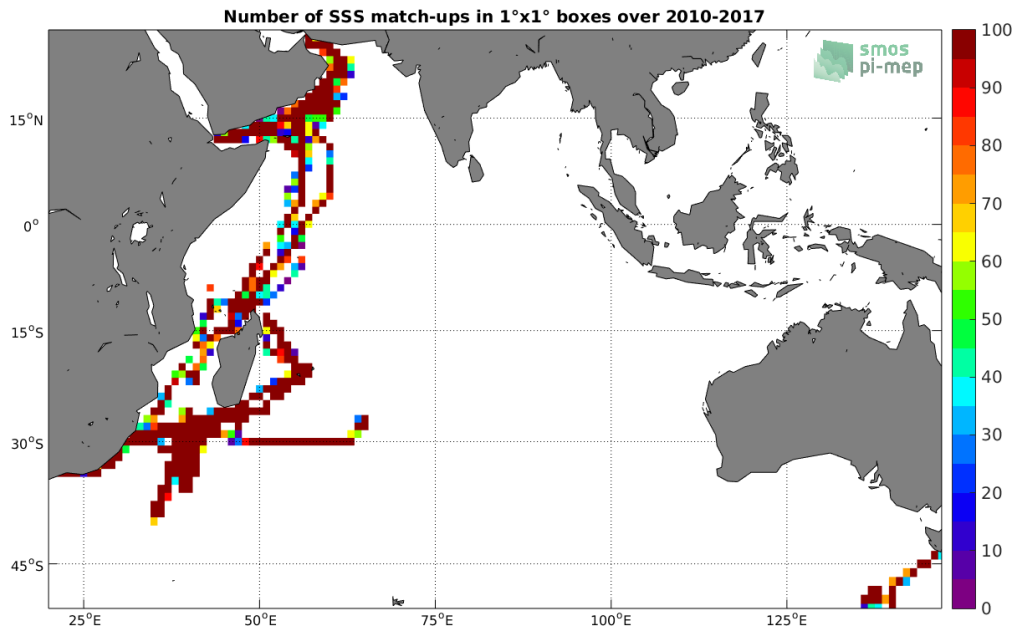 Number of SSS match-ups in 1°x1° boxes over 2010-2017
smos
pi-mep
100
90
80
70
60
50
40
30
20
10
0
15°N
0°
15°S
30°S
45°S
25°E
50°E
75°E
100°E
125°E